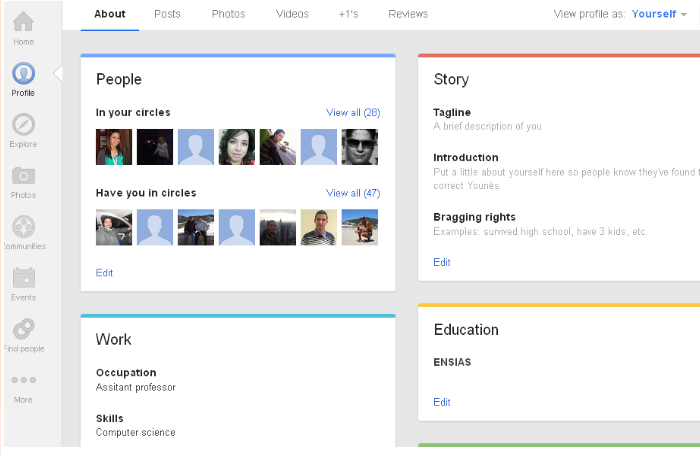 About Posts Photos Videos +1's Reviews View profile as: Yourself
Home
Profile
Explore
Photos
Communities
Events
Find people
More
People
In your circles View all (28)
Have you in circles View all (47)
Edit
Work
Occupation
Assitant professor
Skills
Computer science
Story
Tagline
A brief description of you
Introduction
Put a little about yourself here so people know they've found t
correct Younès.
Bragging rights
Examples: survived high school, have 3 kids, etc.
Edit
Education
ENSIAS
Edit